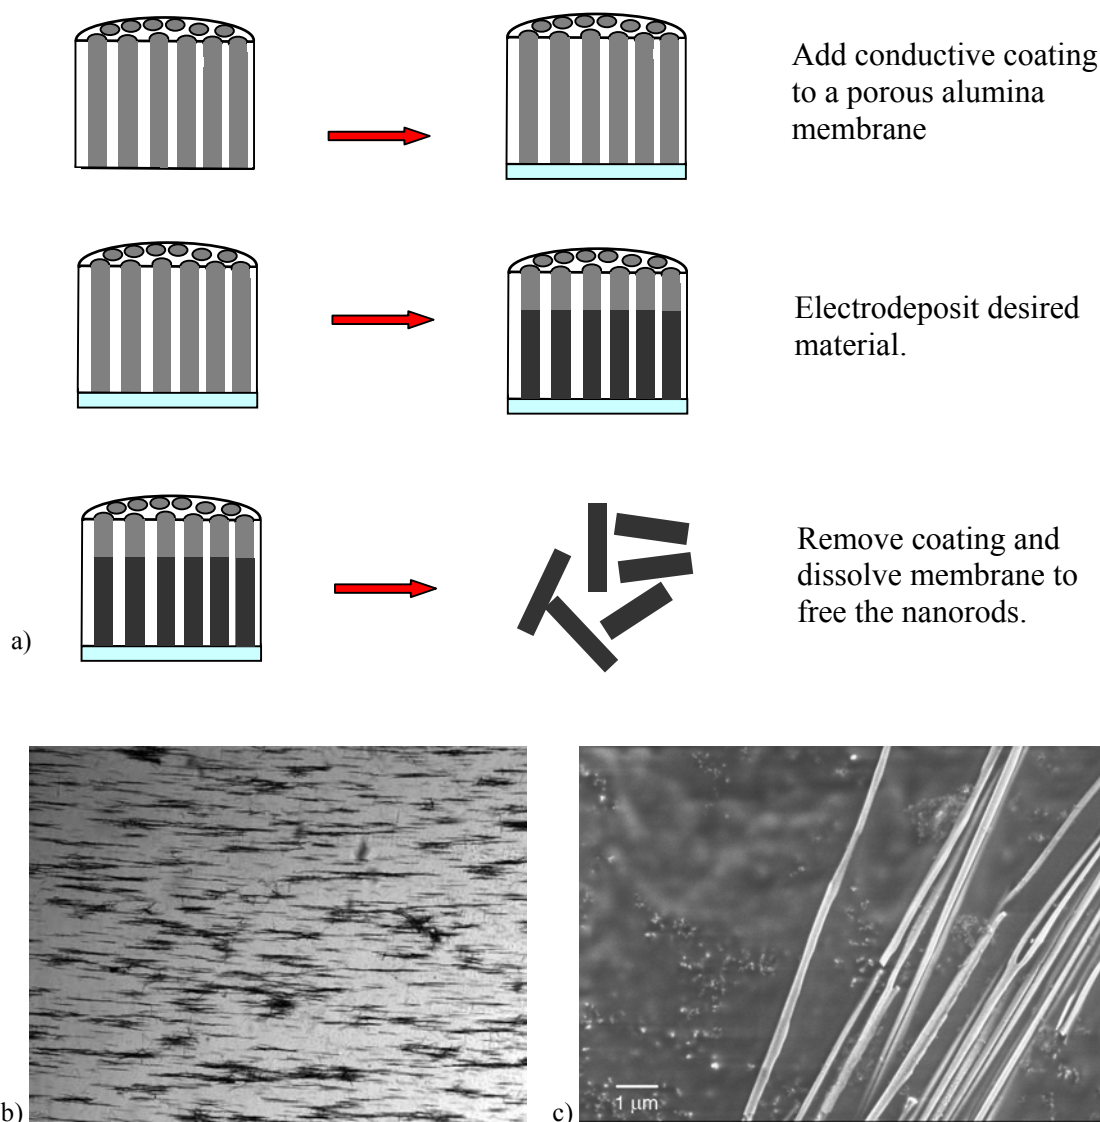 Add conductive coating
to a porous alumina
membrane
Electrodeposit desired
material.
Remove coating and
dissolve membrane to
free the nanorods.
a)
b)
c)
1 μm